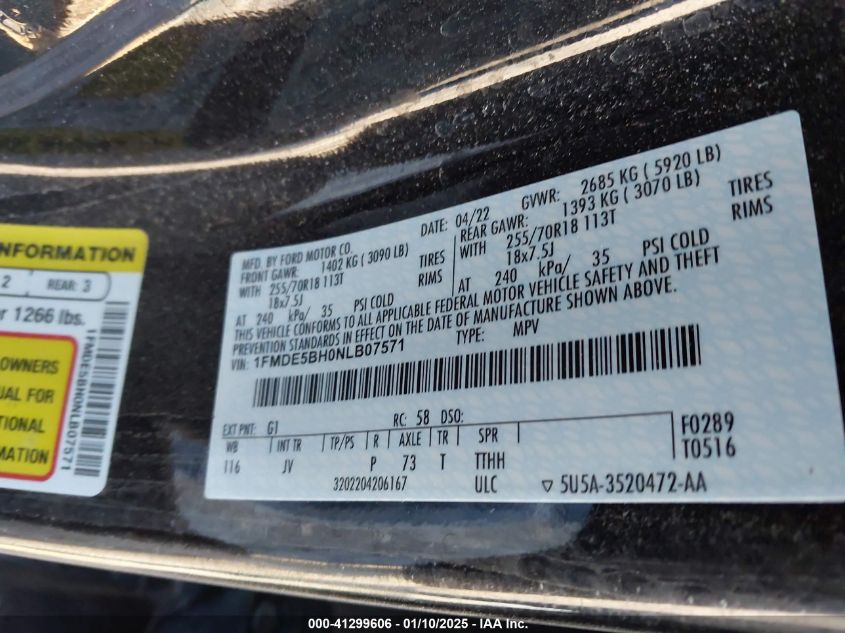 INFORMATION
2 REAR: 3
1266 lbs.
OWNERS
FOR
MATION
1FMDE5BH0NLB07571
MFD. BY FORD MOTOR CO.
DATE: 04/22 GVWR: 2685 KG ( 5920 LB)
FRONT GAWR: 1402 KG ( 3090 LB)
REAR GAWR: 1393 KG ( 3070 LB)
WITH 255/70R18 113T TIRES
WITH 255/70R18 113T TIRES
18x7.5J RIMS
18x7.5J RIMS
AT 240 kPa/ 35 PSI COLD
AT 240 kPa/ 35 PSI COLD
THIS VEHICLE CONFORMS TO ALL APPLICABLE FEDERAL MOTOR VEHICLE SAFETY AND THEFT
PREVENTION STANDARDS IN EFFECT ON THE DATE OF MANUFACTURE SHOWN ABOVE.
VIN: 1FMDE5BH0NLB07571 TYPE: MPV
EXT PNT: G1 RC: 58 DSO: F0289
WB INT TR TP/PS R AXLE TR SPR T0516
116 JV P 73 T TTHH
3202204206167 ULC ▽ 5U5A-3520472-AA
000-41299606 - 01/10/2025 - IAA Inc.